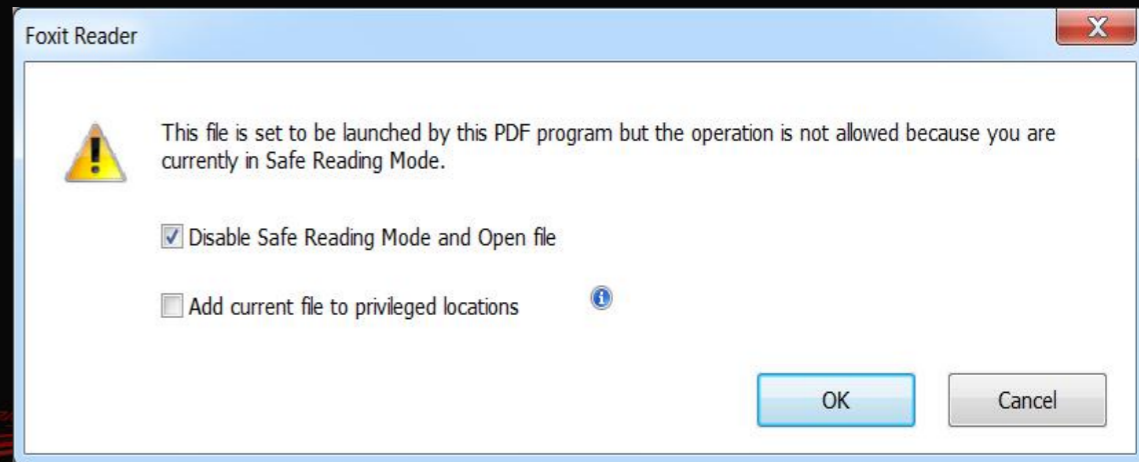 Foxit Reader
This file is set to be launched by this PDF program but the operation is not allowed because you are
currently in Safe Reading Mode.
Disable Safe Reading Mode and Open file
Add current file to privileged locations
OK Cancel